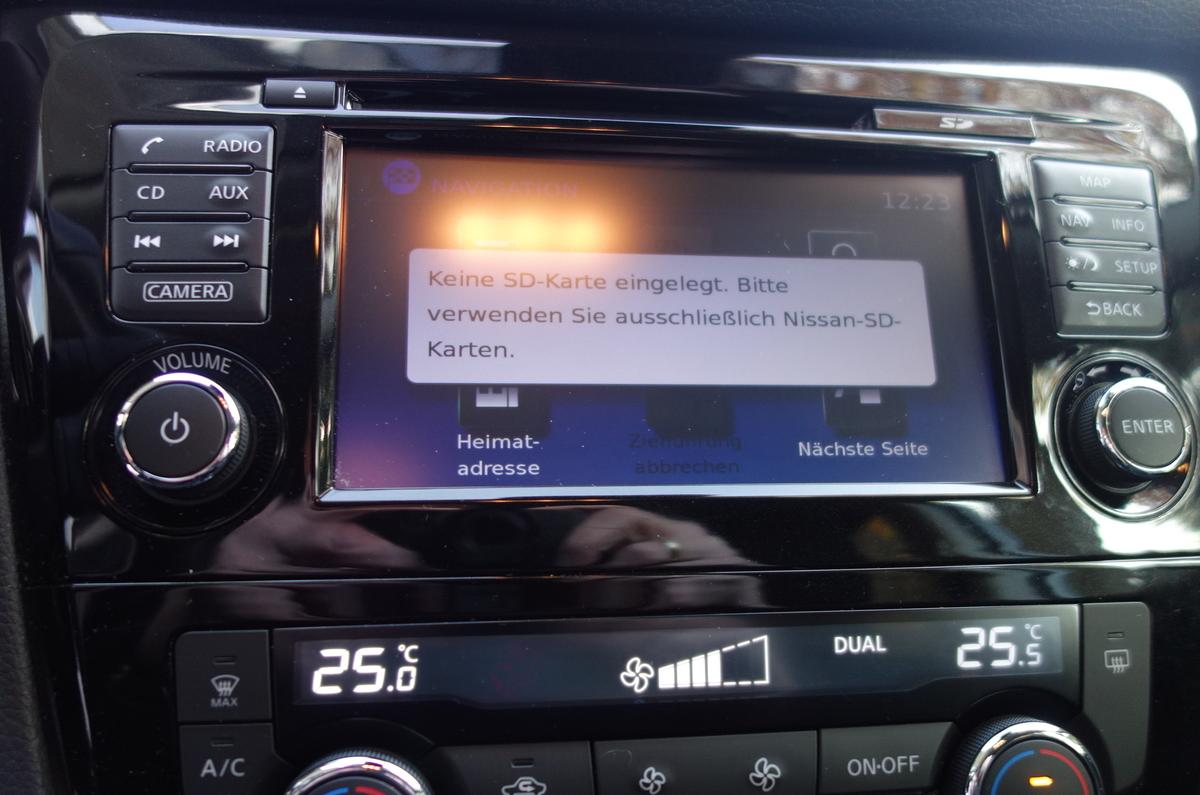 RADIO
CD AUX
CAMERA
VOLUME
SD
MAP
NAV INFO
SETUP
BACK
ENTER
NAVIGATION
12:23
Keine SD-Karte eingelegt. Bitte
verwenden Sie ausschließlich Nissan-SD-
Karten.
Heimat-
adresse
Zielführung
abbrechen
Nächste Seite
25.0 °C
DUAL
25.5 °C
MAX
A/C
ON·OFF